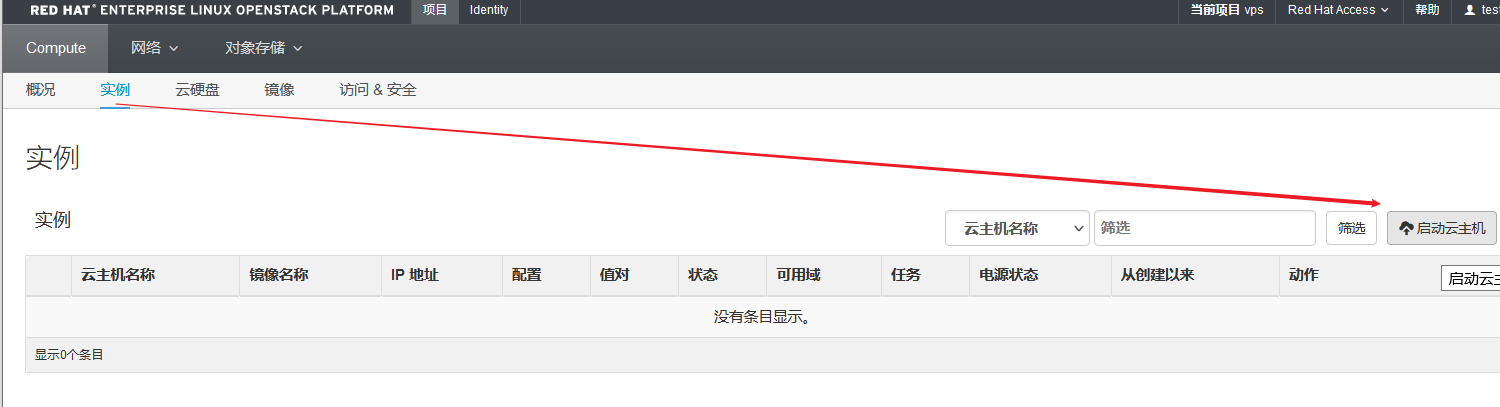 RED HAT® ENTERPRISE LINUX OPENSTACK PLATFORM 项目 Identity 当前项目 vps Red Hat Access 帮助 tes
Compute 网络 对象存储
概况 实例 云硬盘 镜像 访问 & 安全
实例
实例 云主机名称 筛选 筛选 启动云主机
云主机名称 镜像名称 IP 地址 配置 值对 状态 可用域 任务 电源状态 从创建以来 动作 启动云主
没有条目显示。
显示0个条目